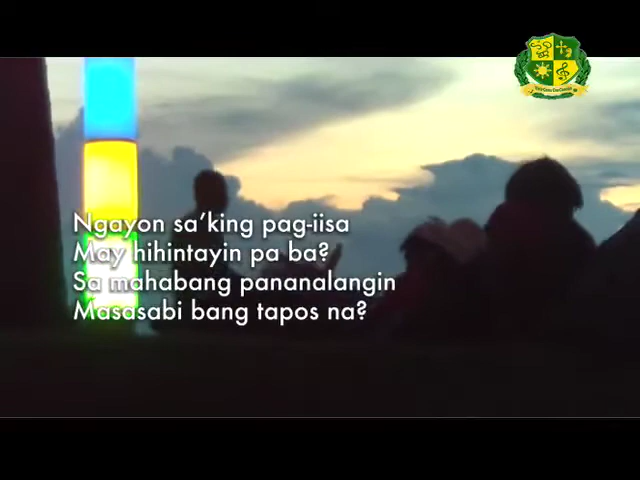 Ngayon sa'king pag-iisa
May hihintayin pa ba?
Sa mahabang pananalangin
Masasabi bang tapos na?